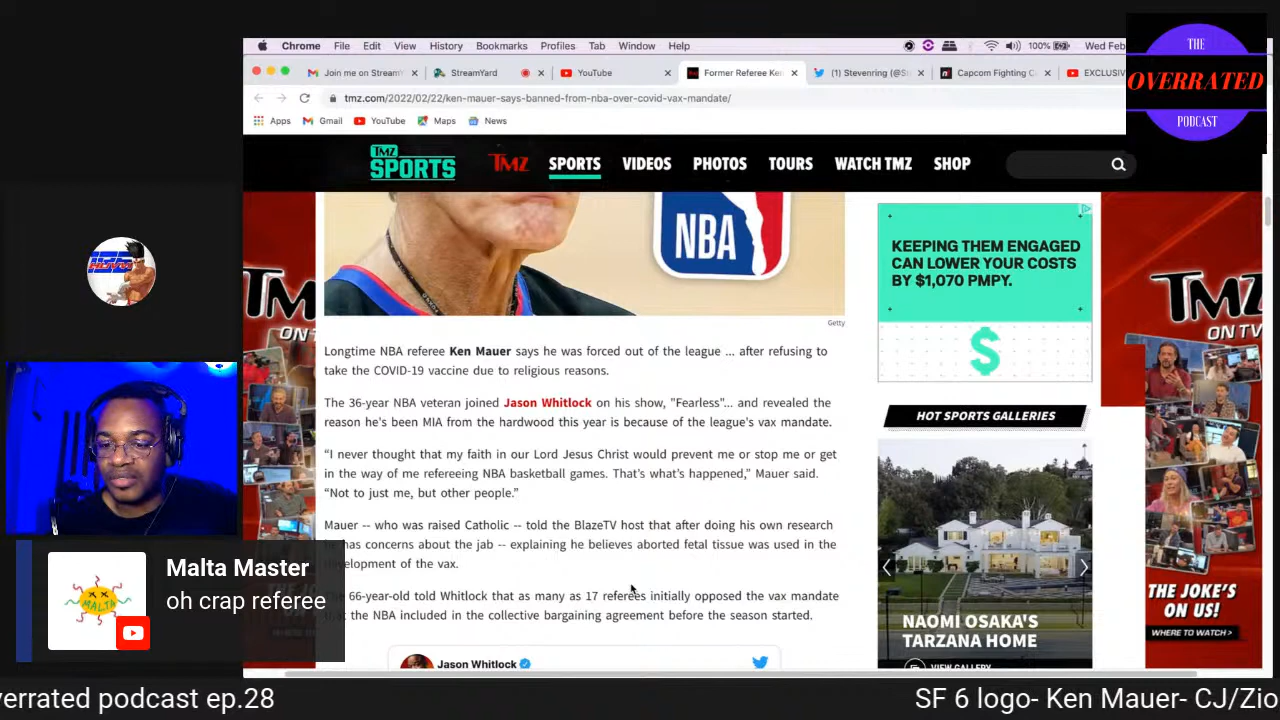 Chrome File Edit View History Bookmarks Profiles Tab Window Help
100%
Wed Feb
THE
OVERRATED
PODCAST
Join me on Stream
StreamYard
YouTube
Former Referee Ken
(1) Stevenring (@S
Capcom Fighting C
EXCLUSIV
tmz.com/2022/02/22/ken-mauer-says-banned-from-nba-over-covid-vax-mandate/
Apps Gmail YouTube Maps News
TMZ
SPORTS
TMZ
SPORTS VIDEOS PHOTOS TOURS WATCH TMZ SHOP
NBA
Getty
Longtime NBA referee Ken Mauer says he was forced out of the league ... after refusing to
take the COVID-19 vaccine due to religious reasons.
The 36-year NBA veteran joined Jason Whitlock on his show, "Fearless"... and revealed the
reason he's been MIA from the hardwood this year is because of the league's vax mandate.
“I never thought that my faith in our Lord Jesus Christ would prevent me or stop me or get
in the way of me refereeing NBA basketball games. That’s what’s happened,” Mauer said.
“Not to just me, but other people.”
Mauer -- who was raised Catholic -- told the BlazeTV host that after doing his own research
has concerns about the jab -- explaining he believes aborted fetal tissue was used in the
of the vax.
66-year-old told Whitlock that as many as 17 referees initially opposed the vax mandate
the NBA included in the collective bargaining agreement before the season started.
Jason Whitlock
KEEPING THEM ENGAGED
CAN LOWER YOUR COSTS
BY $1,070 PMPY.
$
HOT SPORTS GALLERIES
NAOMI OSAKA'S
TARZANA HOME
VIEW GALLERY
TM
ON T
TMZ
ON TV
THE JOKE'S
ON US!
WHERE TO WATCH >
Malta Master
oh crap referee
MALTA
verrated podcast ep.28
SF 6 logo- Ken Mauer- CJ/Zio